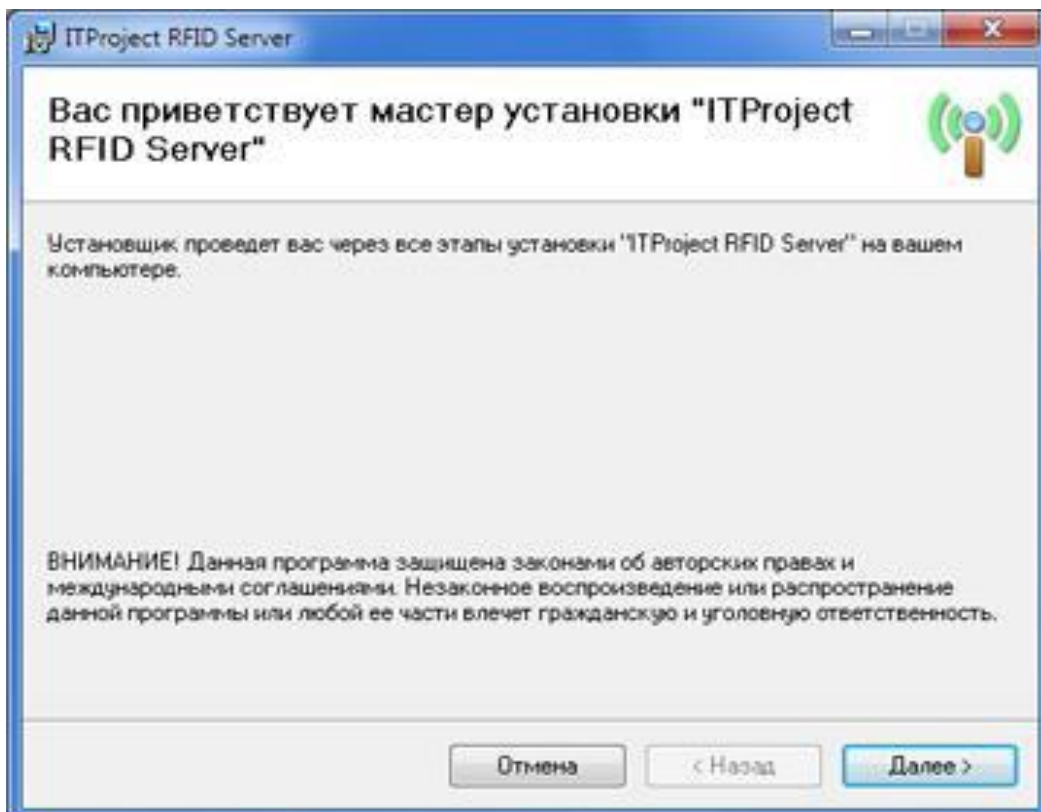 ITProject RFID Server
Вас приветствует мастер установки "ITProject
RFID Server"
Установщик проведет вас через все этапы установки "ITProject RFID Server" на вашем
компьютере.
ВНИМАНИЕ! Данная программа защищена законами об авторских правах и
международными соглашениями. Незаконное воспроизведение или распространение
данной программы или любой ее части влечет гражданскую и уголовную ответственность.
Отмена < Назад Далее >